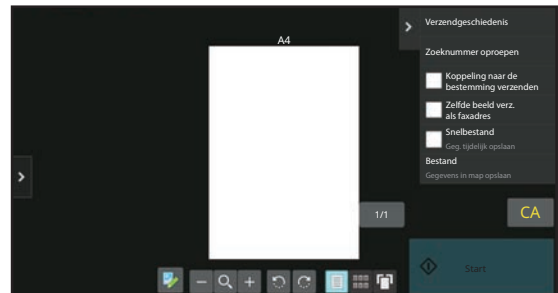 A4
Verzendgeschiedenis
Zoeknummer oproepen
Koppeling naar de
bestemming verzenden
Zelfde beeld verz.
als faxadres
Snelbestand
Geg. tijdelijk opslaan
Bestand
Gegevens in map opslaan
1/1
CA
Start